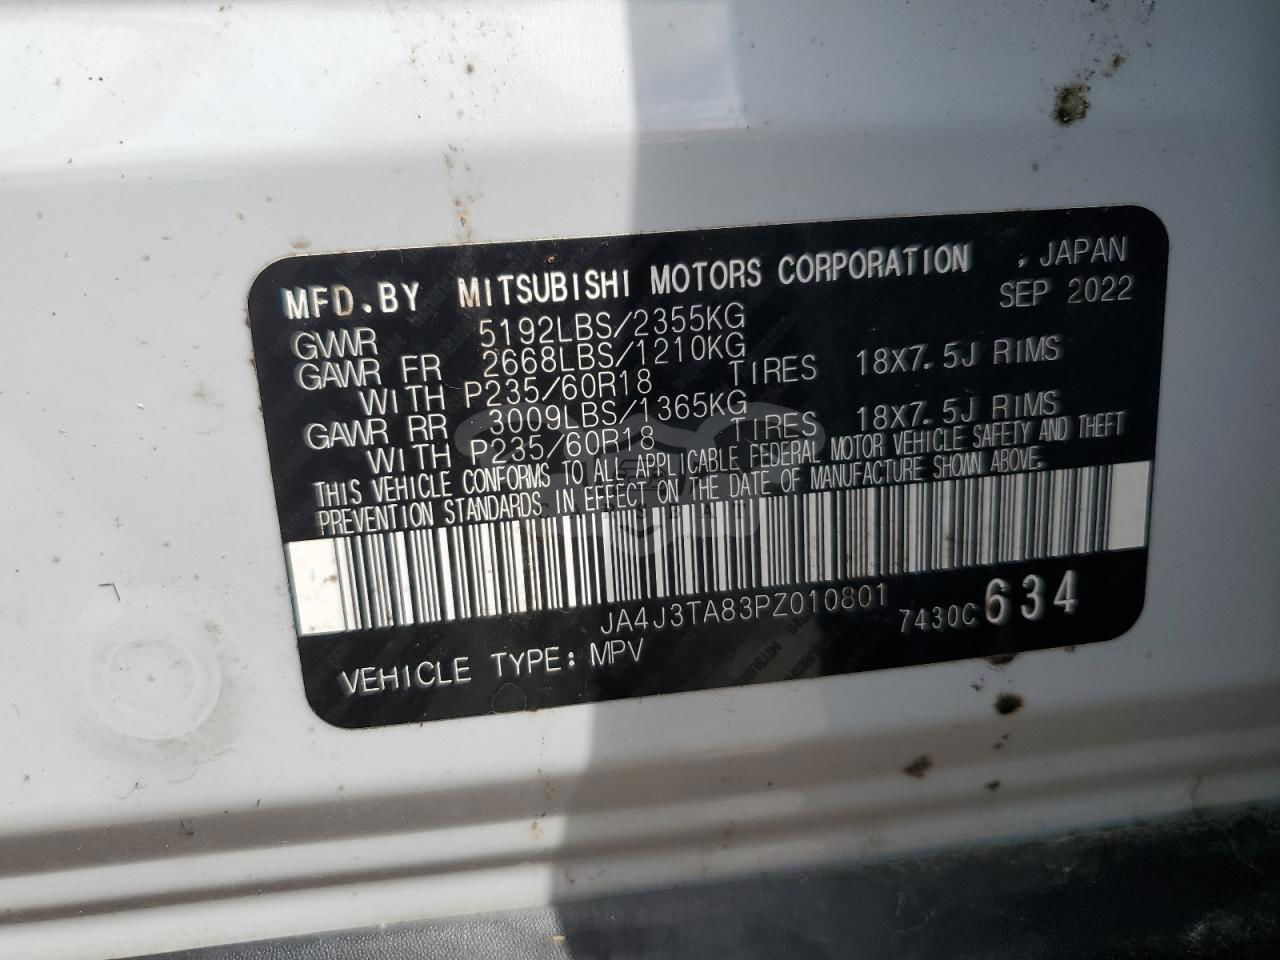 MFD.BY MITSUBISHI MOTORS CORPORATION , JAPAN
SEP 2022
GVWR 5192LBS/2355KG
GAWR FR 2668LBS/1210KG
WITH P235/60R18 TIRES 18X7.5J RIMS
GAWR RR 3009LBS/1365KG
WITH P235/60R18 TIRES 18X7.5J RIMS
THIS VEHICLE CONFORMS TO ALL APPLICABLE FEDERAL MOTOR VEHICLE SAFETY AND THEFT
PREVENTION STANDARDS IN EFFECT ON THE DATE OF MANUFACTURE SHOWN ABOVE.
JA4J3TA83PZ010801 7430C 634
VEHICLE TYPE: MPV